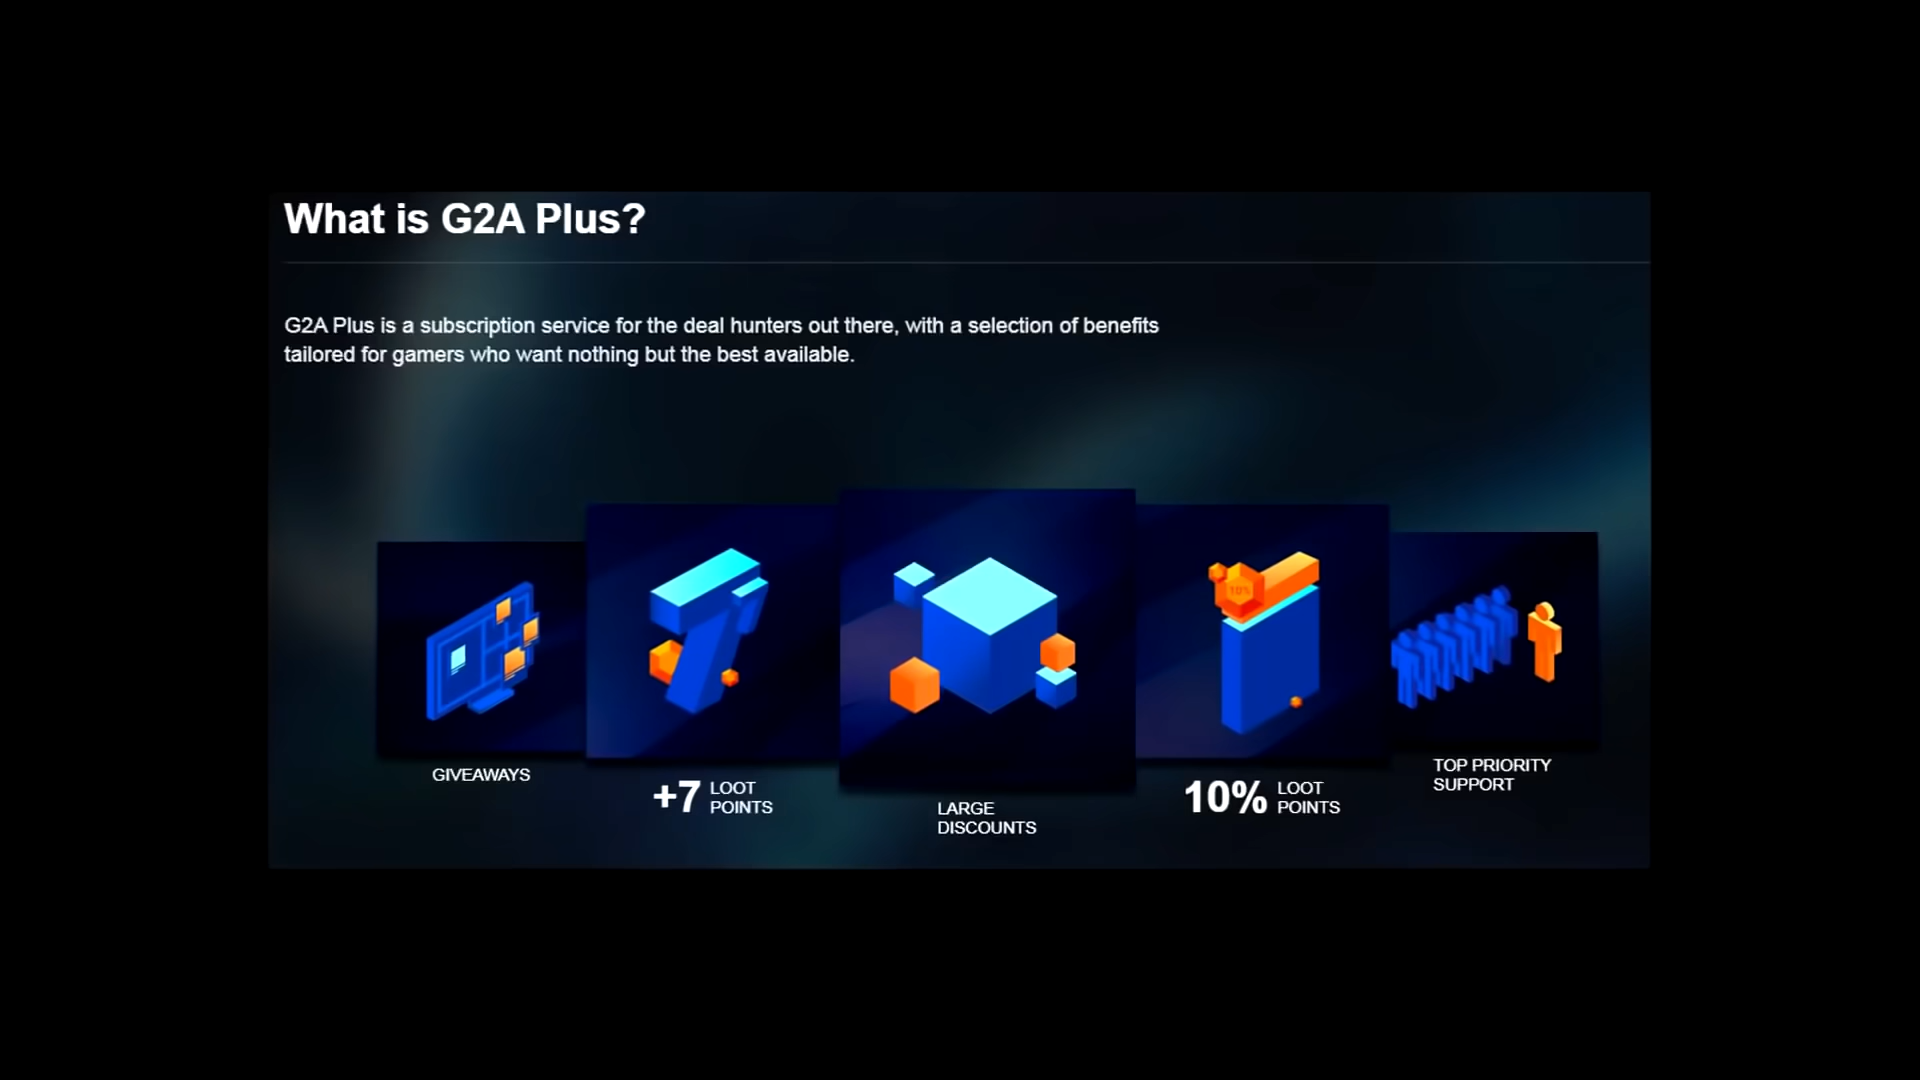 What is G2A Plus?
G2A Plus is a subscription service for the deal hunters out there, with a selection of benefits
tailored for gamers who want nothing but the best available.
10%
GIVEAWAYS
+7 LOOT
POINTS
LARGE
DISCOUNTS
10% LOOT
POINTS
TOP PRIORITY
SUPPORT